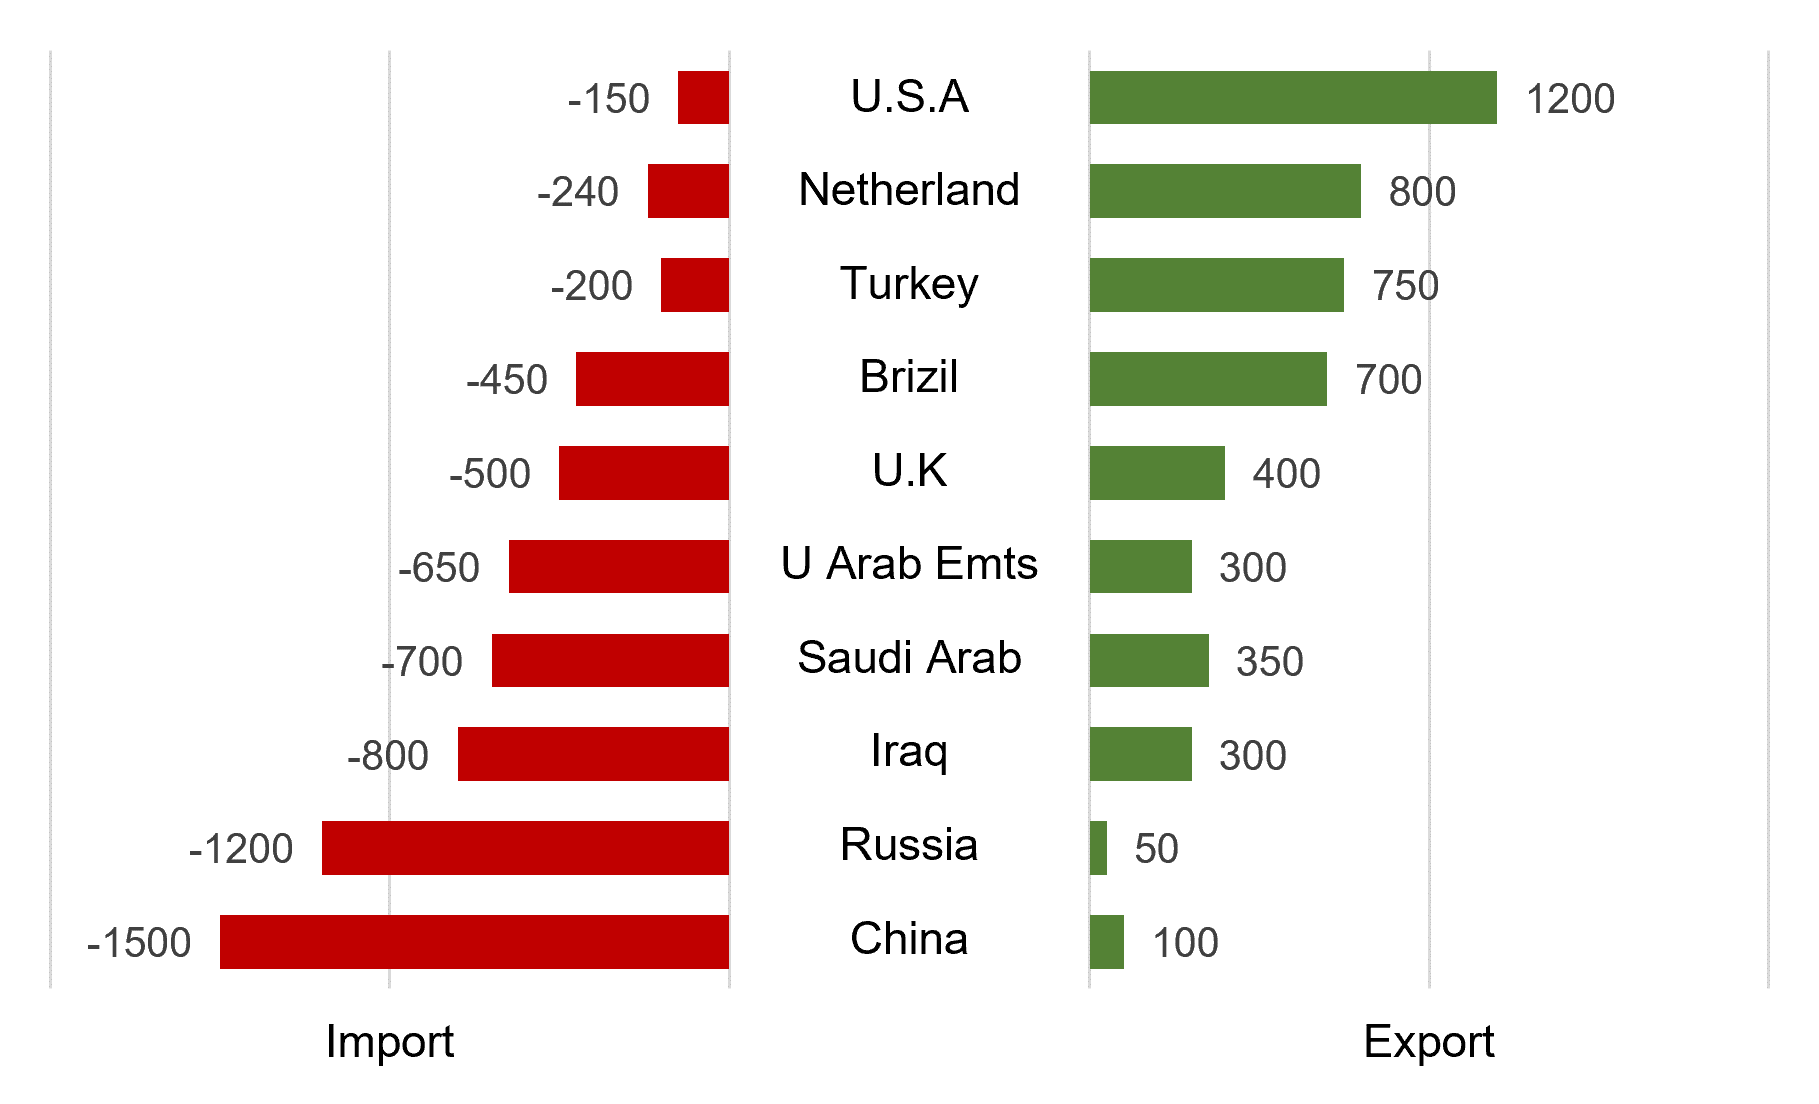 -150 U.S.A 1200
-240 Netherland 800
-200 Turkey 750
-450 Brizil 700
-500 U.K 400
-650 U Arab Emts 300
-700 Saudi Arab 350
-800 Iraq 300
-1200 Russia 50
-1500 China 100
Import Export